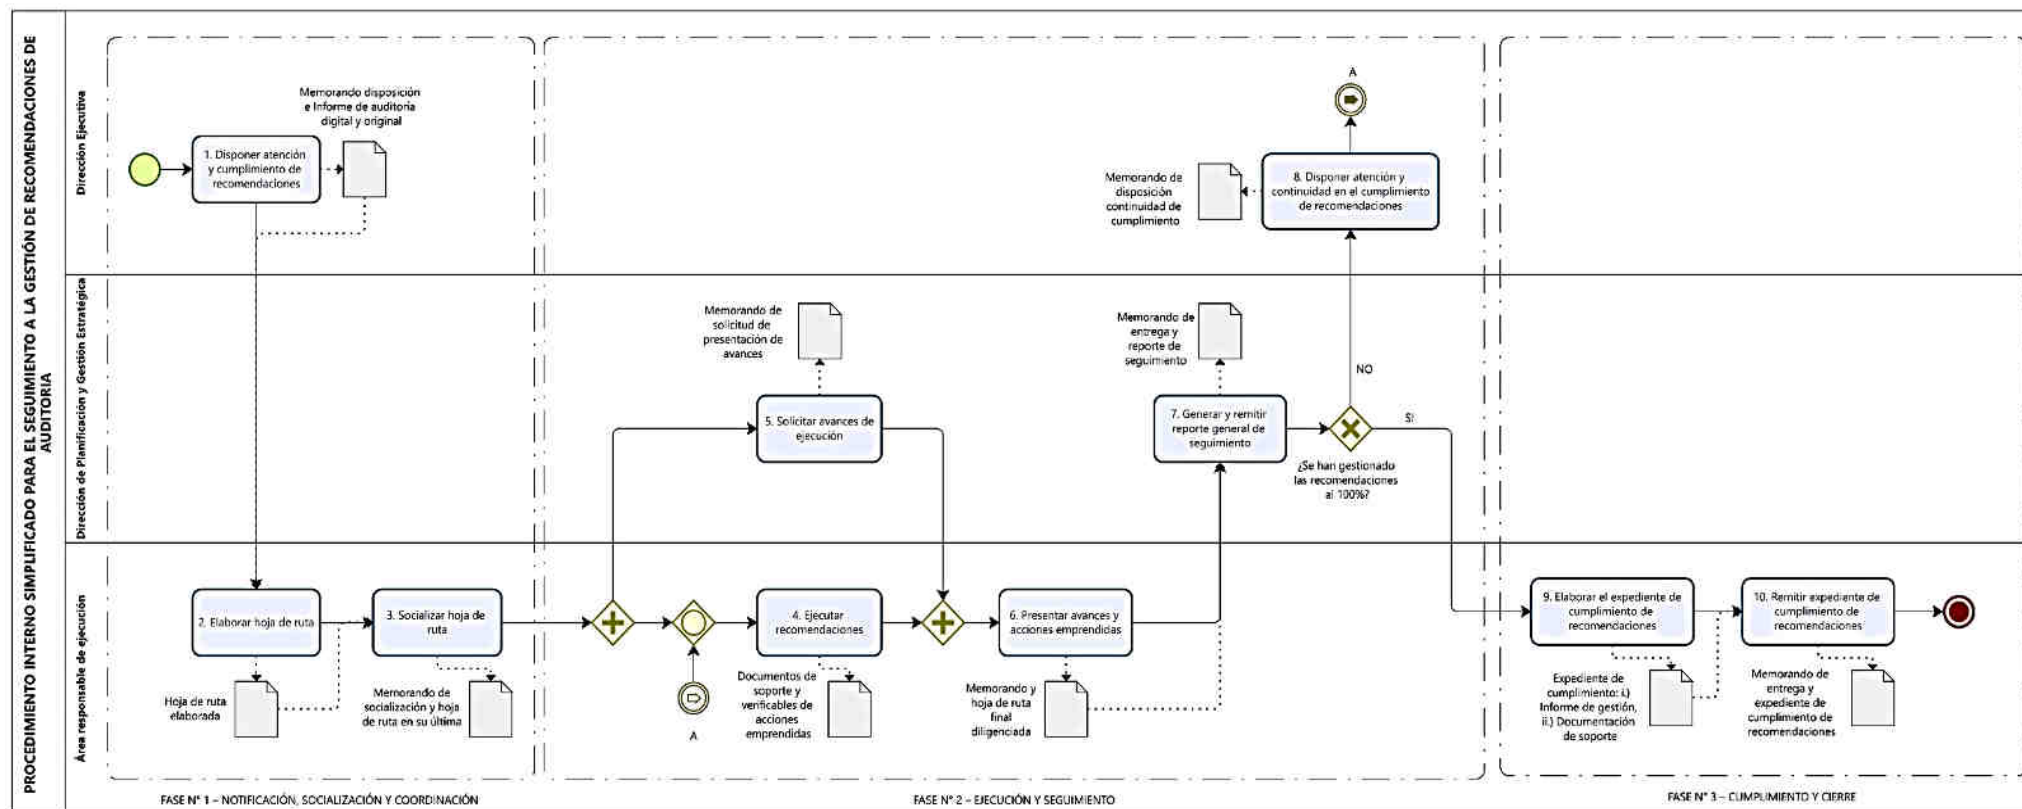 PROCEDIMIENTO INTERNO SIMPLIFICADO PARA EL SEGUIMIENTO A LA GESTIÓN DE RECOMENDACIONES DE
AUDITORIA
Dirección Ejecutiva
Memorando disposición
e Informe de auditoría
digital y original
1. Disponer atención
y cumplimiento de
recomendaciones
A
Memorando de
disposición
continuidad de
cumplimiento
8. Disponer atención y
continuidad en el cumplimiento
de recomendaciones
Dirección de Planificación y Gestión Estratégica
Memorando de
solicitud de
presentación de
avances
5. Solicitar avances de
ejecución
Memorando de
entrega y
reporte de
seguimiento
7. Generar y remitir
reporte general de
seguimiento
NO
SI
¿Se han gestionado
las recomendaciones
al 100%?
Área responsable de ejecución
2. Elaborar hoja de ruta
Hoja de ruta
elaborada
3. Socializar hoja de
ruta
Memorando de
socialización y hoja
de ruta en su última
A
4. Ejecutar
recomendaciones
Documentos de
soporte y
verificables de
acciones
emprendidas
6. Presentar avances y
acciones emprendidas
Memorando y
hoja de ruta
final
diligenciada
9. Elaborar el expediente de
cumplimiento de
recomendaciones
Expediente de
cumplimiento: i.)
Informe de gestión,
ii.) Documentación
de soporte
10. Remitir expediente de
cumplimiento de
recomendaciones
Memorando de
entrega y
expediente de
cumplimiento de
recomendaciones
FASE N° 1 – NOTIFICACIÓN, SOCIALIZACIÓN Y COORDINACIÓN
FASE N° 2 – EJECUCIÓN Y SEGUIMIENTO
FASE N° 3 – CUMPLIMIENTO Y CIERRE